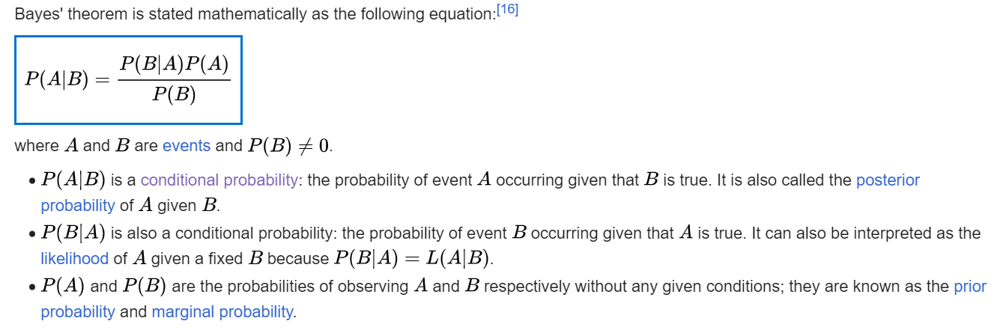 Bayes' theorem is stated mathematically as the following equation:[16]
P(A|B) = P(B|A)P(A) / P(B)
where A and B are events and P(B) ≠ 0.
• P(A|B) is a conditional probability: the probability of event A occurring given that B is true. It is also called the posterior
probability of A given B.
• P(B|A) is also a conditional probability: the probability of event B occurring given that A is true. It can also be interpreted as the
likelihood of A given a fixed B because P(B|A) = L(A|B).
• P(A) and P(B) are the probabilities of observing A and B respectively without any given conditions; they are known as the prior
probability and marginal probability.